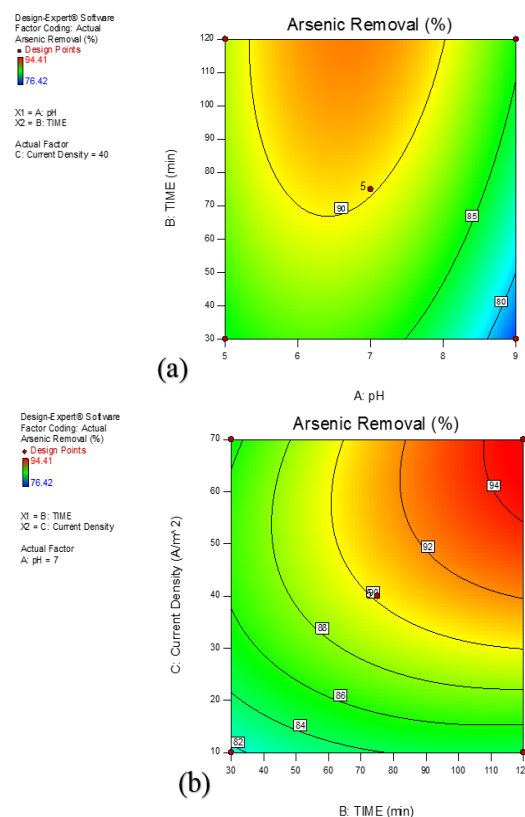 Design-Expert® Software
Factor Coding: Actual
Arsenic Removal (%)
Design Points
94.41
76.42
X1 = A: pH
X2 = B: TIME
Actual Factor
C: Current Density = 40
Arsenic Removal (%)
B: TIME (min)
120
110
100
90
80
70
60
50
40
30
5
6
7
8
9
90
5
85
80
A: pH
(a)
Design-Expert® Software
Factor Coding: Actual
Arsenic Removal (%)
Design Points
94.41
76.42
X1 = B: TIME
X2 = C: Current Density
Actual Factor
A: pH = 7
Arsenic Removal (%)
C: Current Density (A/m^2)
70
60
50
40
30
20
10
30
40
50
60
70
80
90
100
110
120
94
92
90
88
86
84
82
B: TIME (min)
(b)